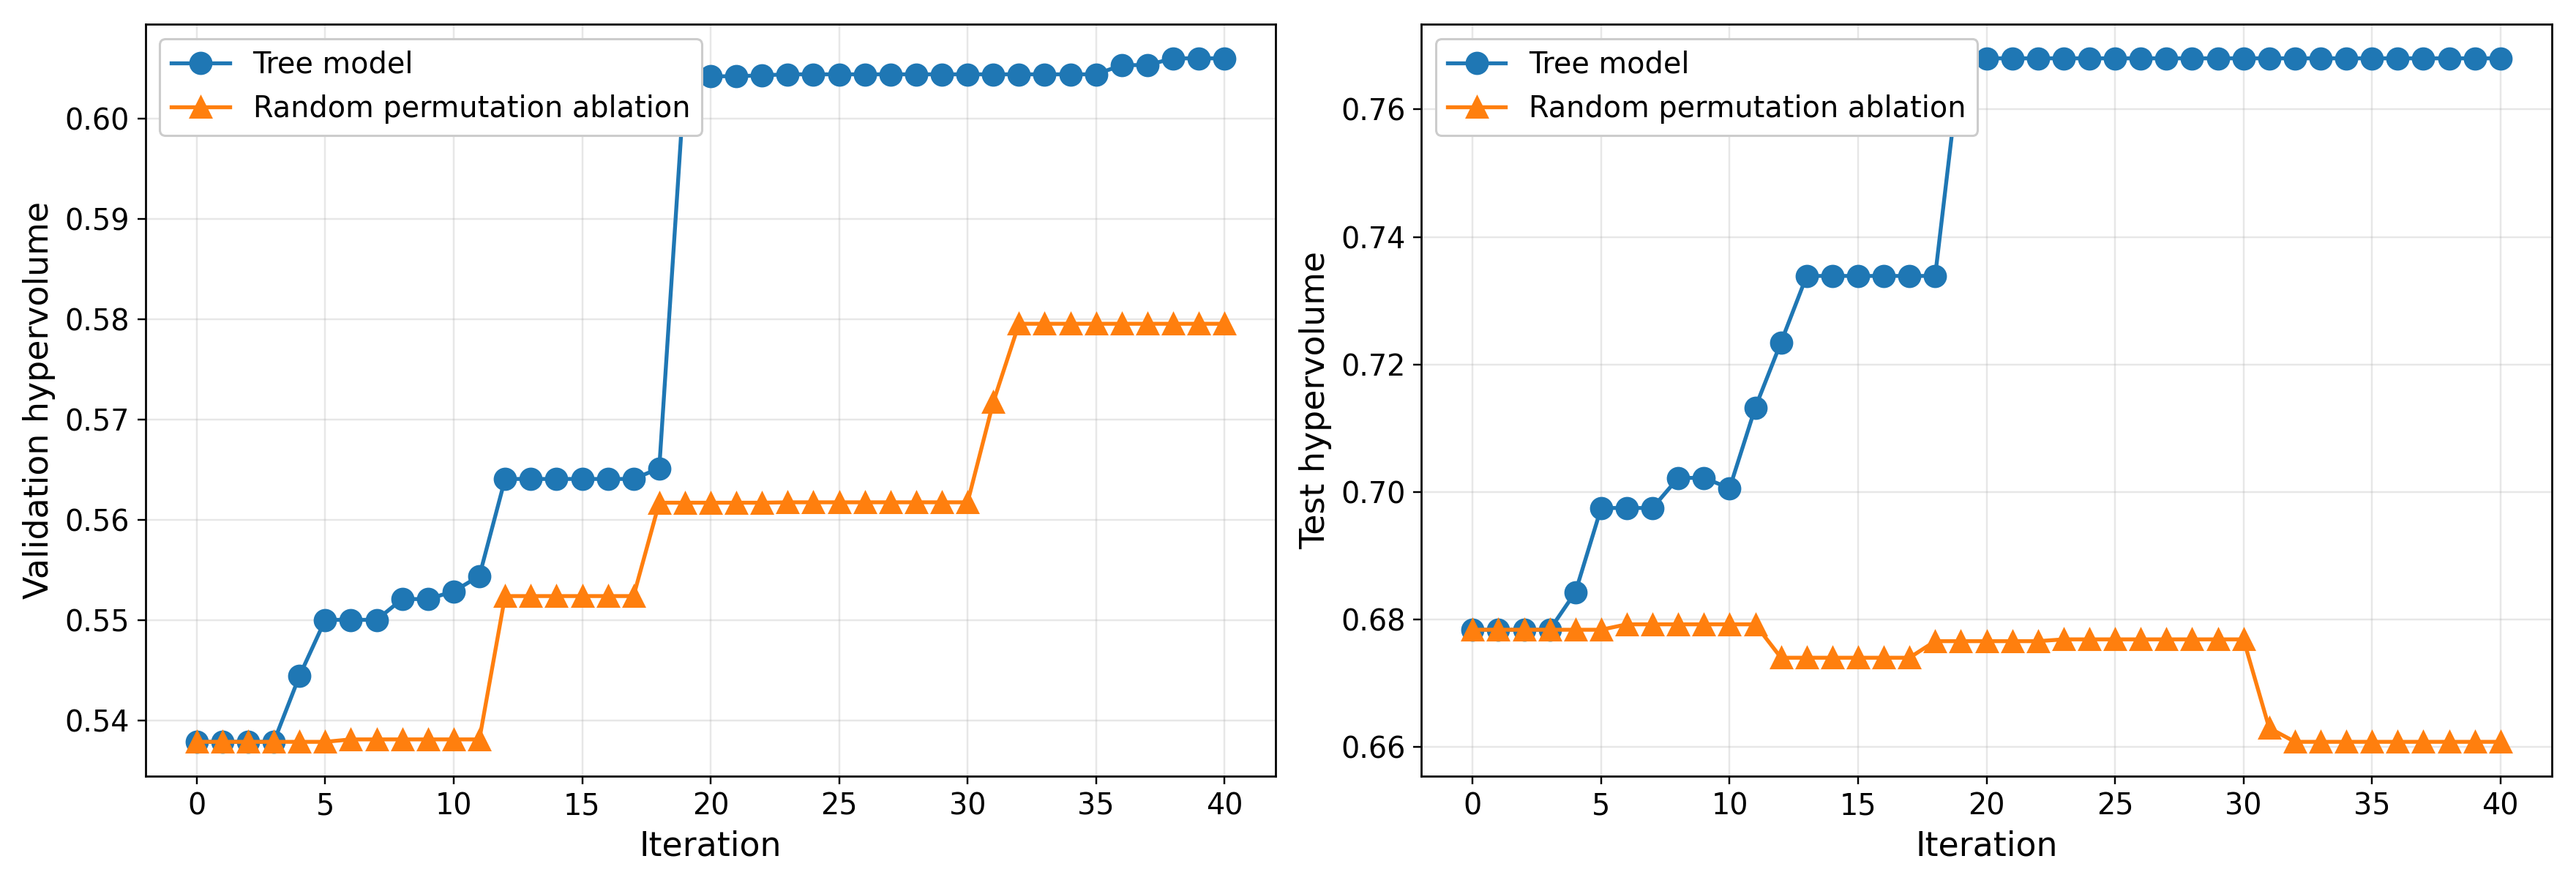 Tree model
Random permutation ablation
Validation hypervolume
0.60
0.59
0.58
0.57
0.56
0.55
0.54
0 5 10 15 20 25 30 35 40
Iteration
Tree model
Random permutation ablation
Test hypervolume
0.76
0.74
0.72
0.70
0.68
0.66
0 5 10 15 20 25 30 35 40
Iteration